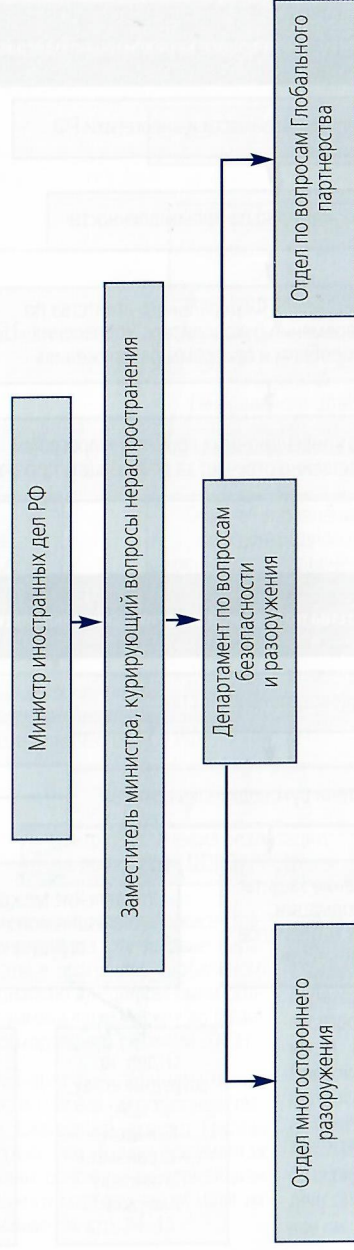 Министр иностранных дел РФ
Заместитель министра, курирующий вопросы нераспространения
Департамент по вопросам
безопасности
и разоружения
Отдел многостороннего
разоружения
Отдел по вопросам Глобального
партнерства